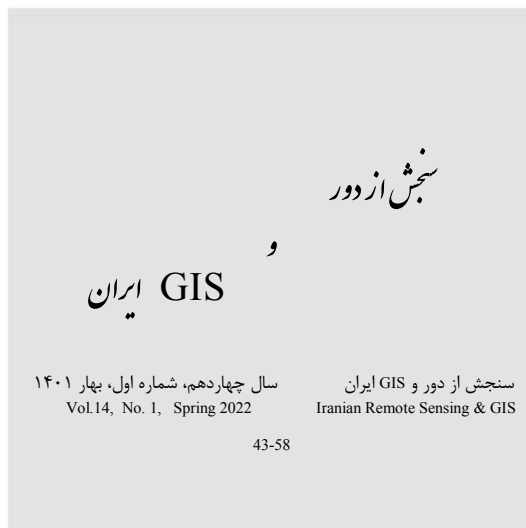 سنجش از دور
و
GIS ایران
سنجش از دور و GIS ایران سال چهاردهم، شماره اول، بهار ۱۴۰۱
Iranian Remote Sensing & GIS Vol.14, No. 1, Spring 2022
43-58